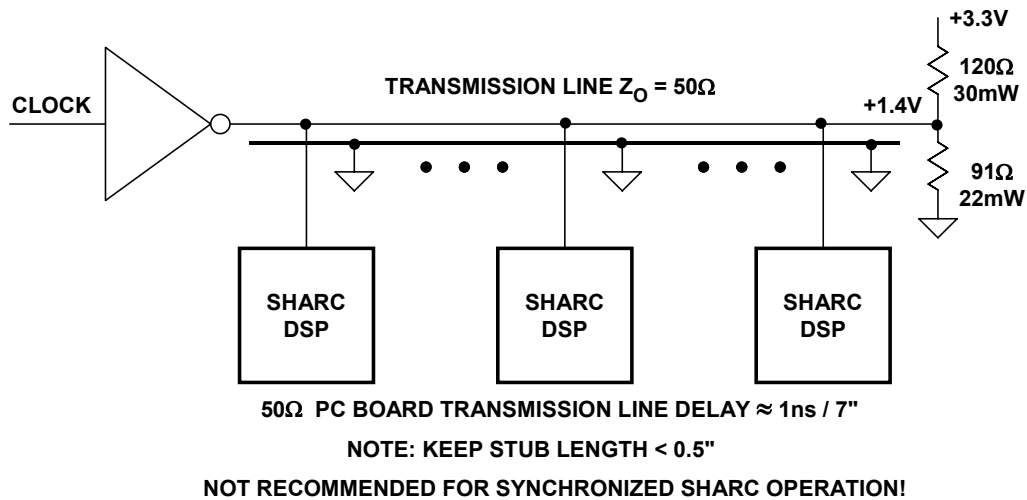 +3.3V
120Ω
30mW
TRANSMISSION LINE ZO = 50Ω
CLOCK
+1.4V
91Ω
22mW
SHARC
DSP
SHARC
DSP
SHARC
DSP
50Ω PC BOARD TRANSMISSION LINE DELAY ≈ 1ns / 7"
NOTE: KEEP STUB LENGTH < 0.5"
NOT RECOMMENDED FOR SYNCHRONIZED SHARC OPERATION!